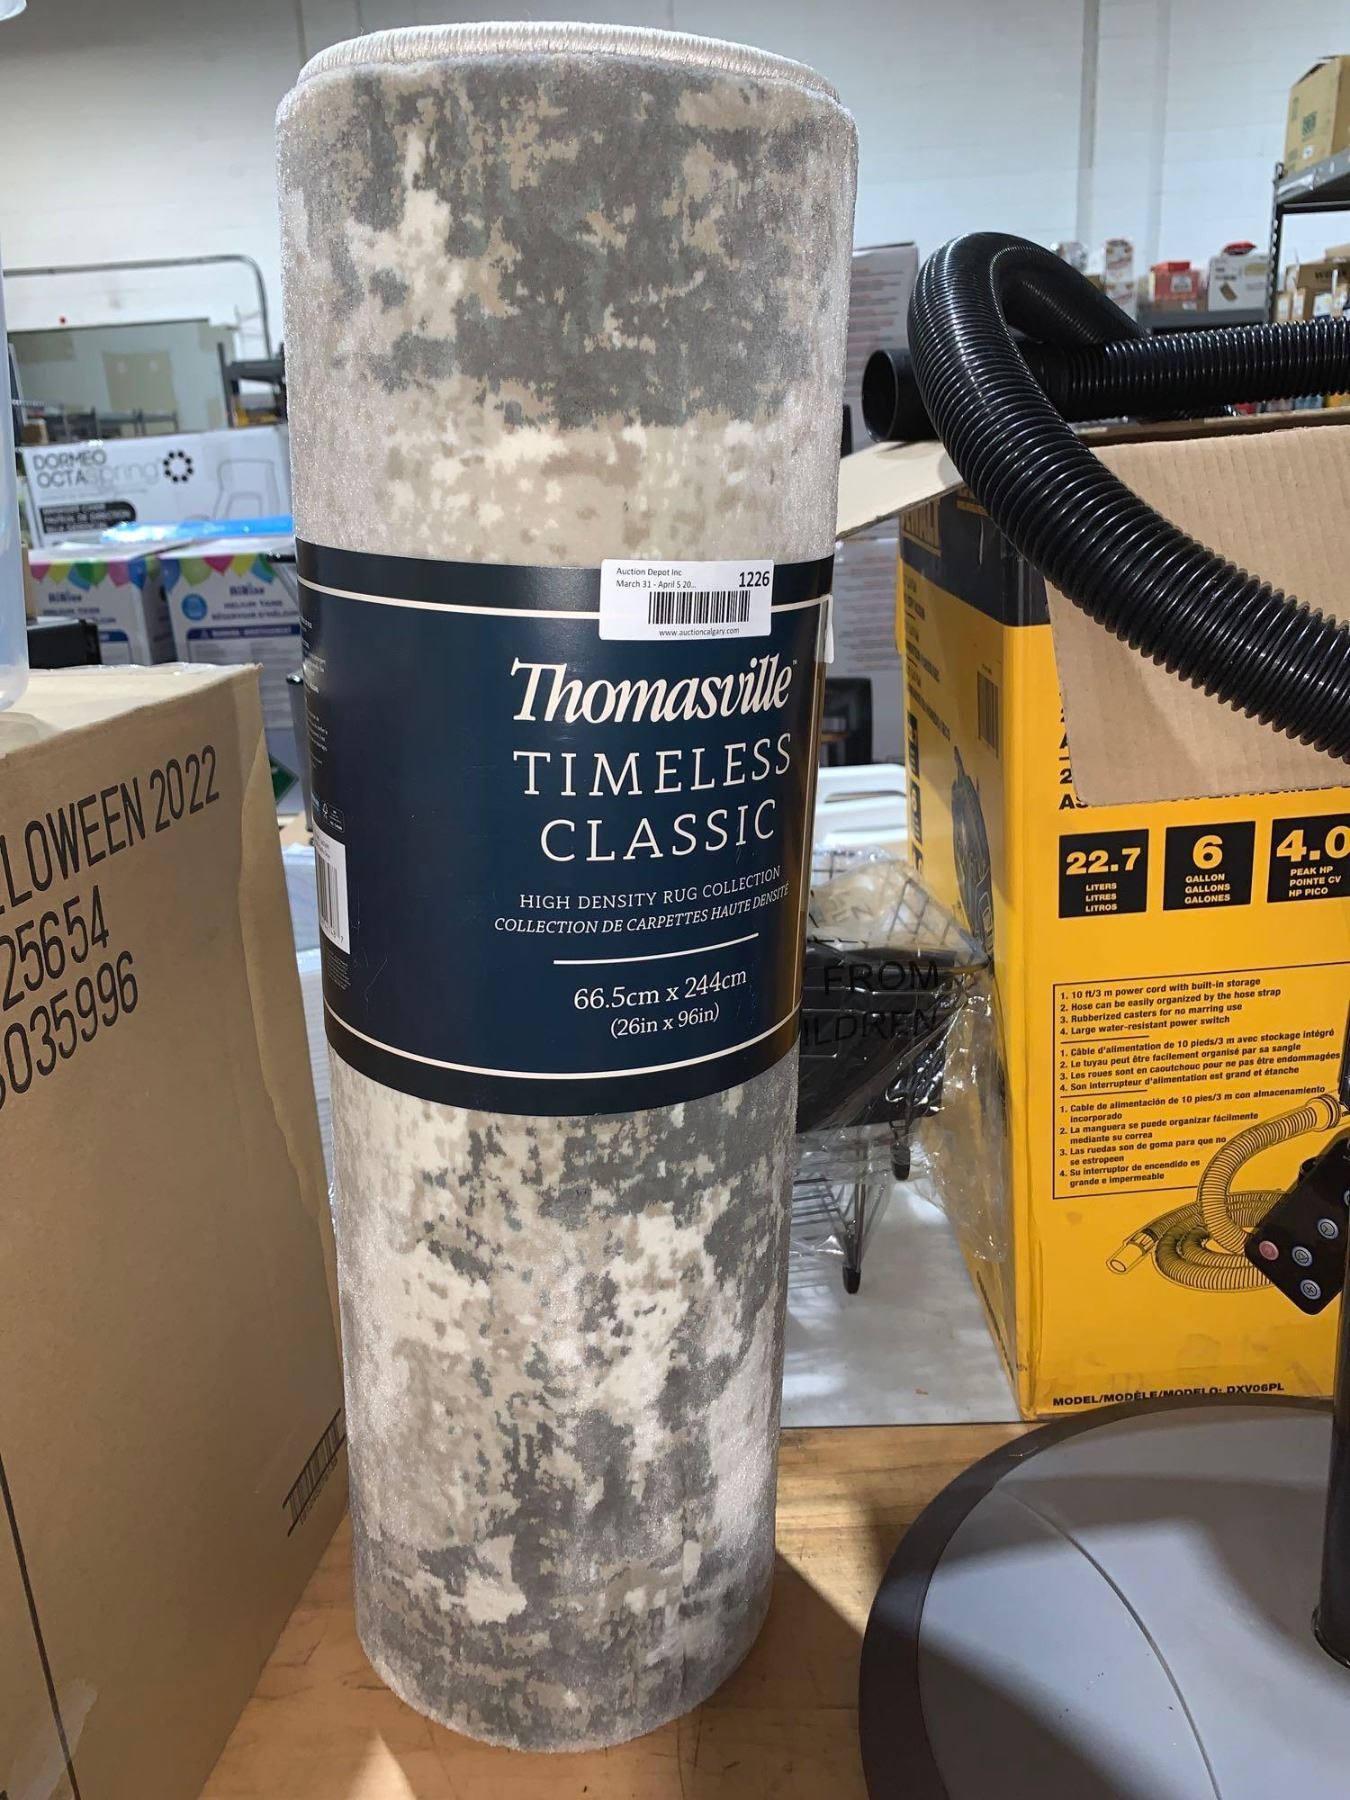 Auction Depot Inc
March 31 - April 5 20...
1226
www.auctioncalgary.com
Thomasville™
TIMELESS
CLASSIC
HIGH DENSITY RUG COLLECTION
COLLECTION DE CARPETTES HAUTE DENSITÉ
66.5cm x 244cm
(26in x 96in)
DORMEO
OCTAspring
HELIUM TANK
LLOWEEN 2022
25654
035996
FROM
ILDREN
22.7
LITERS
LITRES
LITROS
6
GALLON
GALLONS
GALONES
4.0
PEAK HP
POINTE CV
HP PICO
1. 10 ft/3 m power cord with built-in storage
2. Hose can be easily organized by the hose strap
3. Rubberized casters for no marring use
4. Large water-resistant power switch
1. Câble d'alimentation de 10 pieds/3 m avec stockage intégré
2. Le tuyau peut être facilement organisé par sa sangle
3. Les roues sont en caoutchouc pour ne pas être endommagées
4. Son interrupteur d'alimentation est grand et étanche
1. Cable de alimentación de 10 pies/3 m con almacenamiento
incorporado
2. La manguera se puede organizar fácilmente
mediante su correa
3. Las ruedas son de goma para que no
se estropeen
4. Su interruptor de encendido es
grande e impermeable
MODEL/MODÈLE/MODELO: DXV06PL